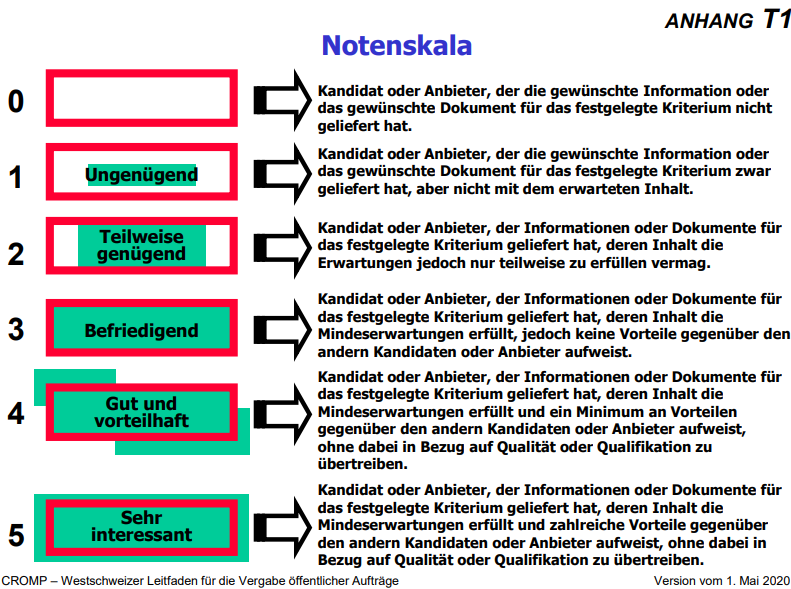 ANHANG T1
Notenskala
0
Kandidat oder Anbieter, der die gewünschte Information oder
das gewünschte Dokument für das festgelegte Kriterium nicht
geliefert hat.
1
Ungenügend
Kandidat oder Anbieter, der die gewünschte Information oder
das gewünschte Dokument für das festgelegte Kriterium zwar
geliefert hat, aber nicht mit dem erwarteten Inhalt.
2
Teilweise
genügend
Kandidat oder Anbieter, der Informationen oder Dokumente für
das festgelegte Kriterium geliefert hat, deren Inhalt die
Erwartungen jedoch nur teilweise zu erfüllen vermag.
3
Befriedigend
Kandidat oder Anbieter, der Informationen oder Dokumente für
das festgelegte Kriterium geliefert hat, deren Inhalt die
Mindeserwartungen erfüllt, jedoch keine Vorteile gegenüber den
andern Kandidaten oder Anbieter aufweist.
4
Gut und
vorteilhaft
Kandidat oder Anbieter, der Informationen oder Dokumente für
das festgelegte Kriterium geliefert hat, deren Inhalt die
Mindeserwartungen erfüllt und ein Minimum an Vorteilen
gegenüber den andern Kandidaten oder Anbieter aufweist,
ohne dabei in Bezug auf Qualität oder Qualifikation zu
übertreiben.
5
Sehr
interessant
Kandidat oder Anbieter, der Informationen oder Dokumente für
das festgelegte Kriterium geliefert hat, deren Inhalt die
Mindeserwartungen erfüllt und zahlreiche Vorteile gegenüber
den andern Kandidaten oder Anbieter aufweist, ohne dabei in
Bezug auf Qualität oder Qualifikation zu übertreiben.
CROMP – Westschweizer Leitfaden für die Vergabe öffentlicher Aufträge
Version vom 1. Mai 2020